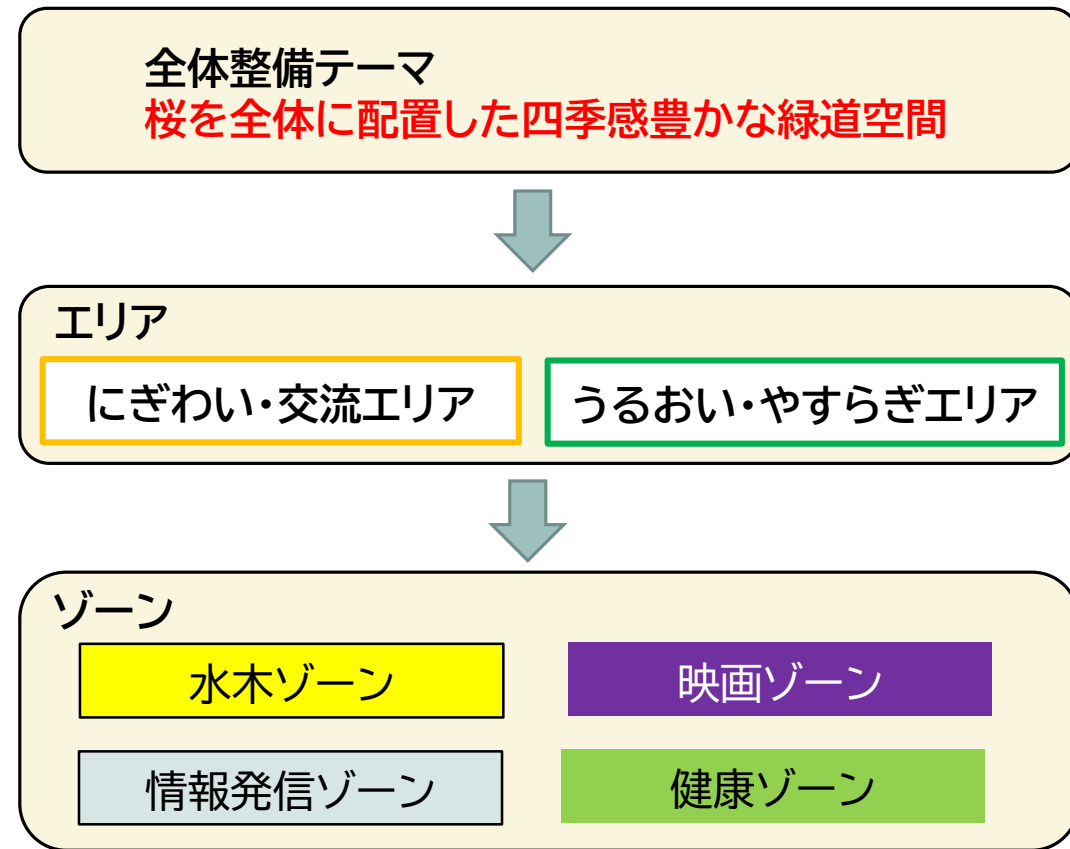 全体整備テーマ
桜を全体に配置した四季感豊かな緑道空間
エリア
にぎわい・交流エリア
うるおい・やすらぎエリア
ゾーン
水木ゾーン
映画ゾーン
情報発信ゾーン
健康ゾーン